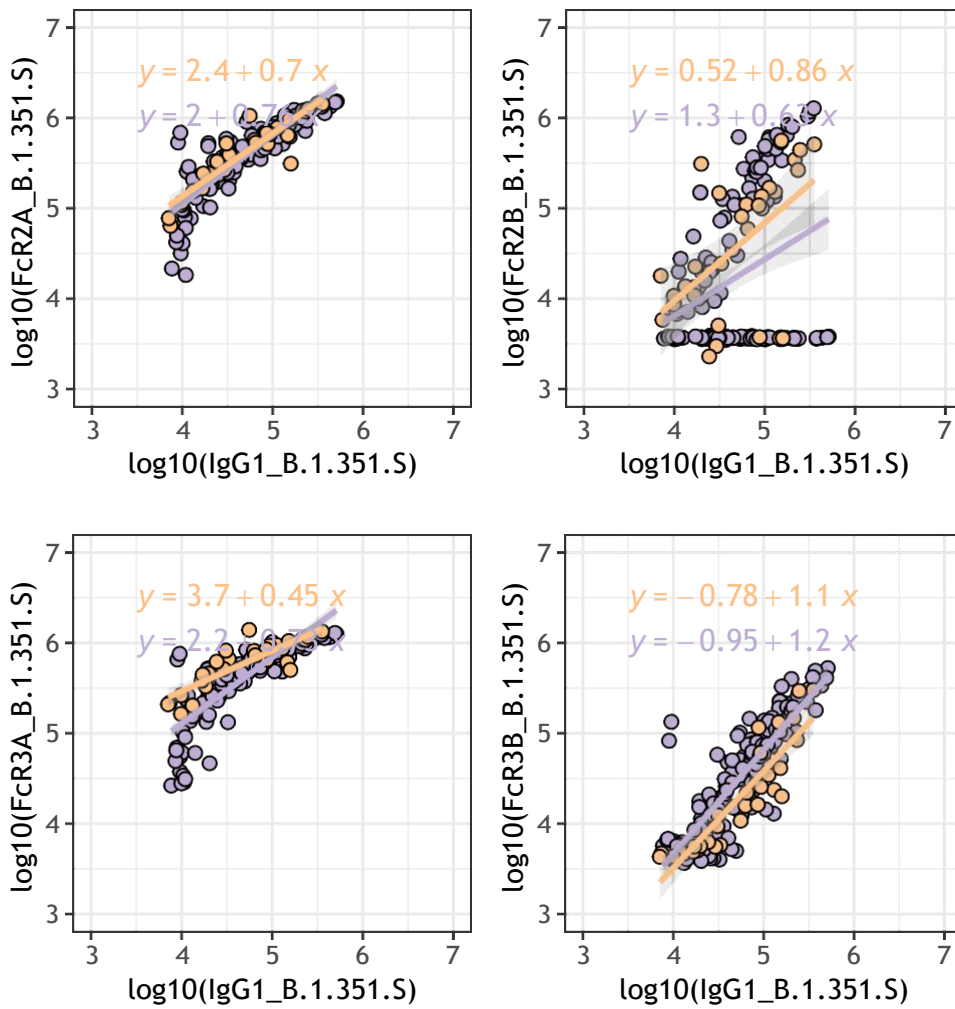 log10(FcR2A_B.1.351.S)
7
6
5
4
3
y = 2.4 + 0.7 x
y = 2 + 0.76 x
3 4 5 6 7
log10(IgG1_B.1.351.S)
log10(FcR2B_B.1.351.S)
7
6
5
4
3
y = 0.52 + 0.86 x
y = 1.3 + 0.63 x
3 4 5 6 7
log10(IgG1_B.1.351.S)
log10(FcR3A_B.1.351.S)
7
6
5
4
3
y = 3.7 + 0.45 x
y = 2.2 + x
3 4 5 6 7
log10(IgG1_B.1.351.S)
log10(FcR3B_B.1.351.S)
7
6
5
4
3
y = −0.78 + 1.1 x
y = −0.95 + 1.2 x
3 4 5 6 7
log10(IgG1_B.1.351.S)